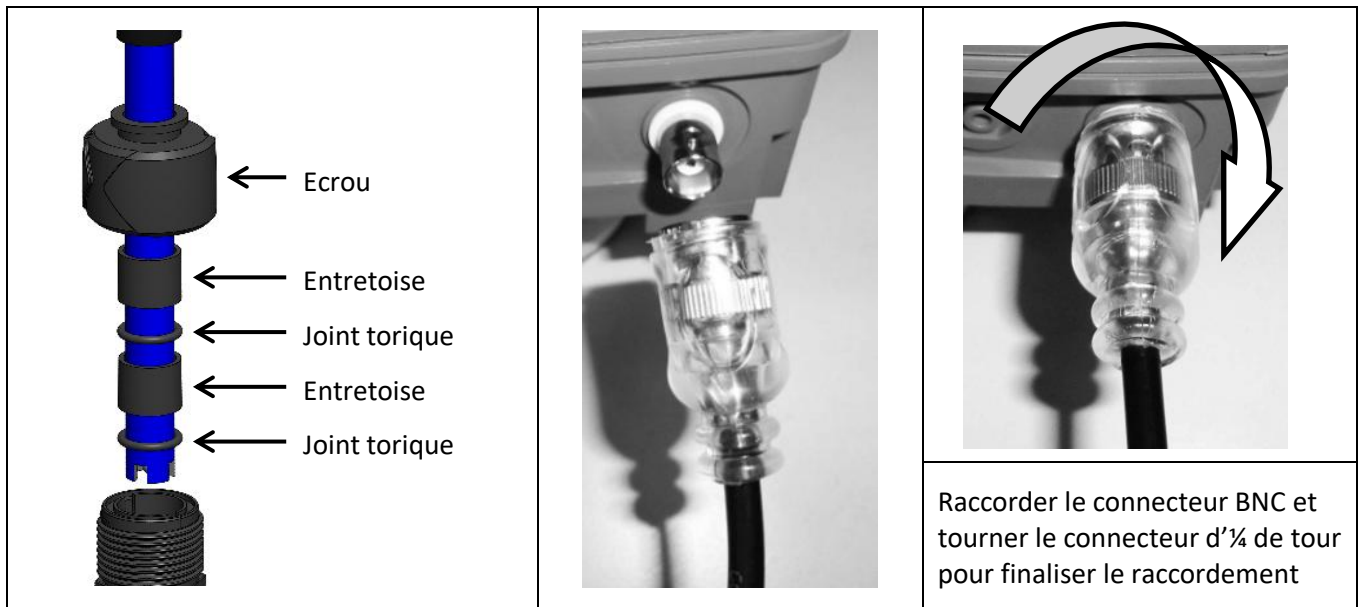 Ecrou
Entretoise
Joint torique
Entretoise
Joint torique
Raccorder le connecteur BNC et
tourner le connecteur d’¼ de tour
pour finaliser le raccordement